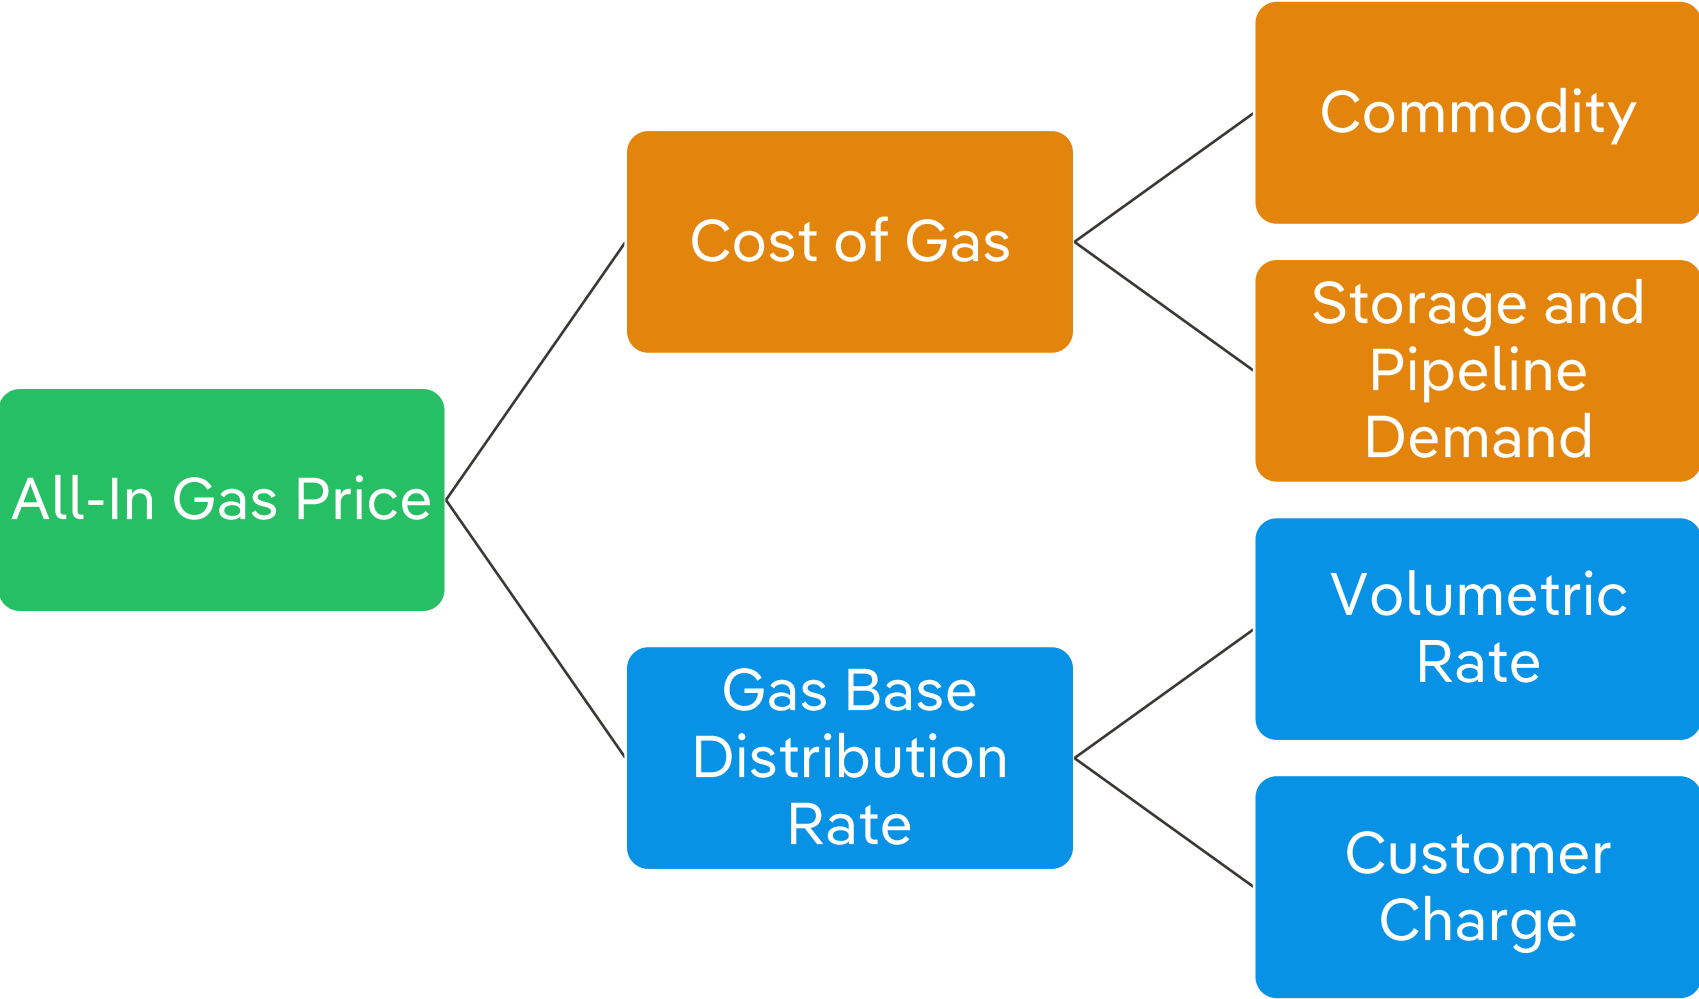 All-In Gas Price
Cost of Gas
Commodity
Storage and
Pipeline
Demand
Gas Base
Distribution
Rate
Volumetric
Rate
Customer
Charge